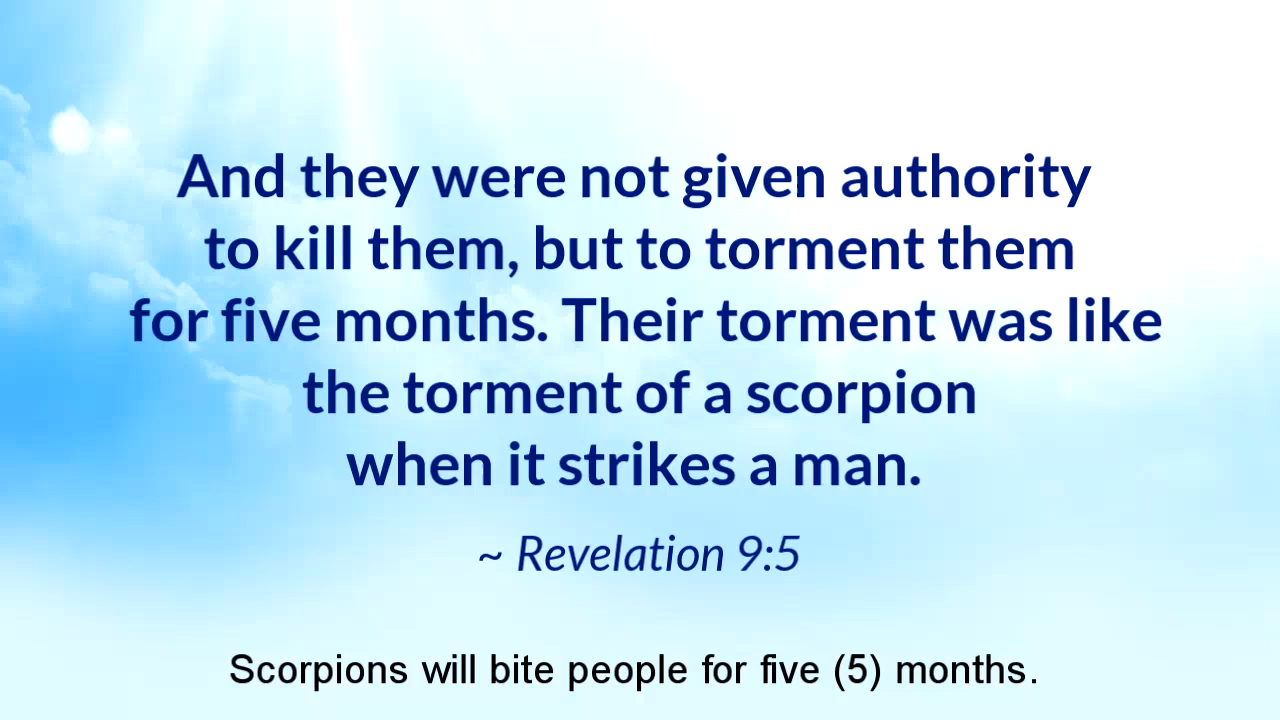 And they were not given authority
to kill them, but to torment them
for five months. Their torment was like
the torment of a scorpion
when it strikes a man.
~ Revelation 9:5
Scorpions will bite people for five (5) months.